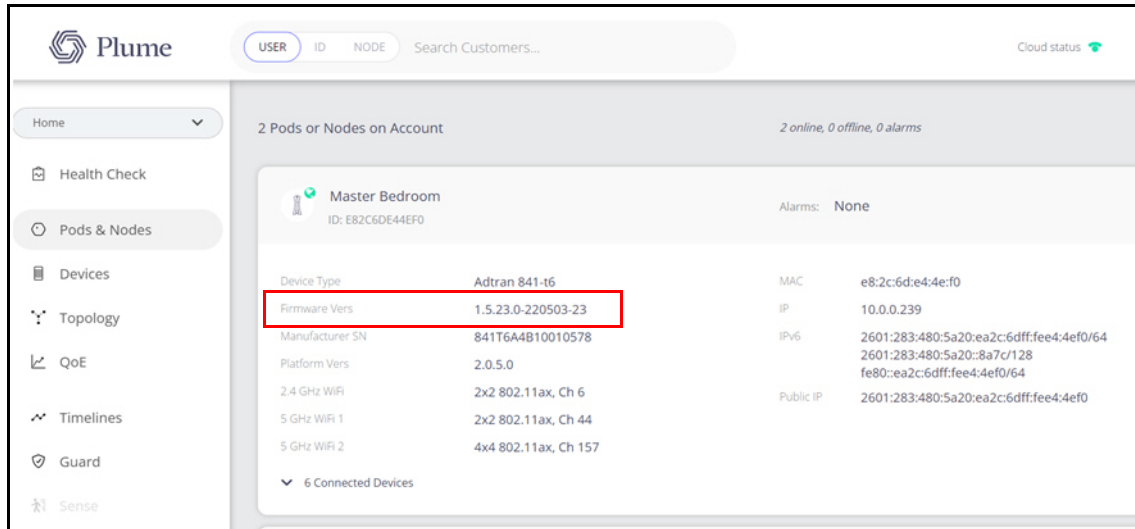 Plume
USER ID NODE Search Customers...
Cloud status
Home
Health Check
Pods & Nodes
Devices
Topology
QoE
Timelines
Guard
Sense
2 Pods or Nodes on Account
2 online, 0 offline, 0 alarms
Master Bedroom
ID: E82C6DE44EF0
Alarms: None
Device Type Adtran 841-t6
Firmware Vers 1.5.23.0-220503-23
Manufacturer SN 841T6A4B10010578
Platform Vers 2.0.5.0
2.4 GHz WiFi 2x2 802.11ax, Ch 6
5 GHz WiFi 1 2x2 802.11ax, Ch 44
5 GHz WiFi 2 4x4 802.11ax, Ch 157
MAC e8:2c:6d:e4:4e:f0
IP 10.0.0.239
IPv6 2601:283:480:5a20:ea2c:6dff:fee4:4ef0/64
2601:283:480:5a20::8a7c/128
fe80::ea2c:6dff:fee4:4ef0/64
Public IP 2601:283:480:5a20:ea2c:6dff:fee4:4ef0
6 Connected Devices